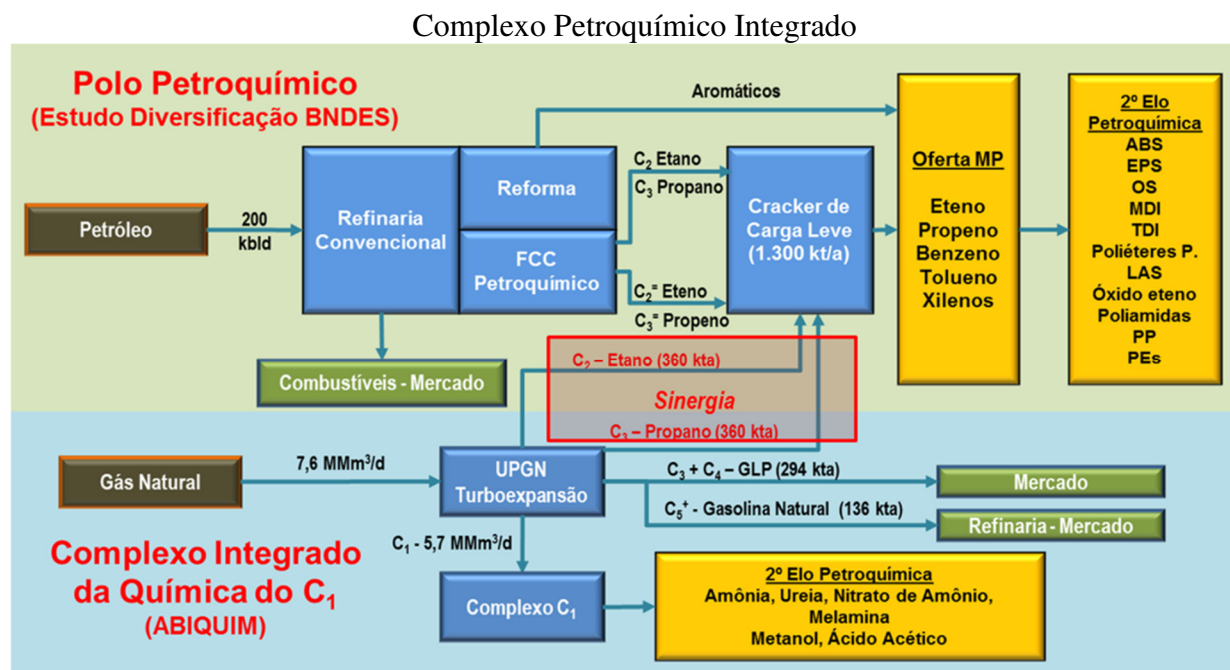 Complexo Petroquímico Integrado
Polo Petroquímico
(Estudo Diversificação BNDES)
Petróleo
200
kbld
Refinaria
Convencional
Reforma
FCC
Petroquímico
Aromáticos
C₂ Etano
C₃ Propano
C₂⁼ Eteno
C₃⁼ Propeno
Cracker de
Carga Leve
(1.300 kt/a)
Oferta MP
Eteno
Propeno
Benzeno
Tolueno
Xilenos
2º Elo
Petroquímica
ABS
EPS
OS
MDI
TDI
Poliéteres P.
LAS
Óxido eteno
Poliamidas
PP
PEs
Combustíveis - Mercado
C₂ – Etano (360 kta)
Sinergia
C₃ – Propano (360 kta)
Gás Natural
7,6 MMm³/d
UPGN
Turboexpansão
C₃ + C₄ – GLP (294 kta)
Mercado
C₅⁺ - Gasolina Natural (136 kta)
Refinaria - Mercado
C₁ - 5,7 MMm³/d
Complexo Integrado
da Química do C₁
(ABIQUIM)
Complexo C₁
2º Elo Petroquímica
Amônia, Ureia, Nitrato de Amônio,
Melamina
Metanol, Ácido Acético